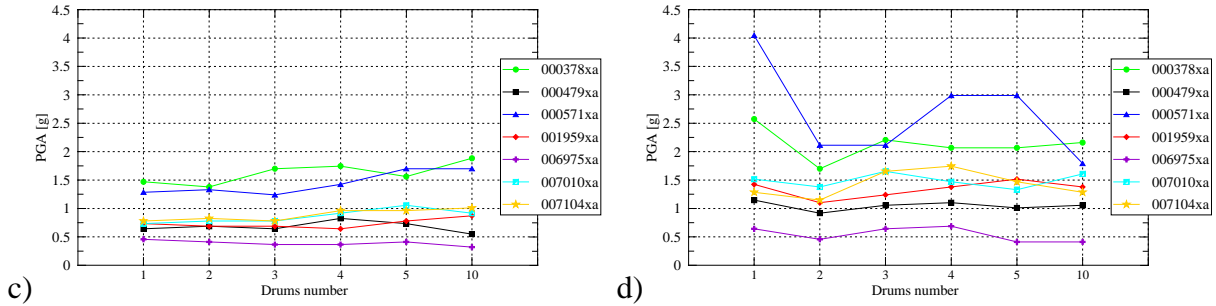 4.5
4
3.5
3
2.5
2
1.5
1
0.5
0
PGA [g]
1 2 3 4 5 10
Drums number
000378xa
000479xa
000571xa
001959xa
006975xa
007010xa
007104xa
c)
4.5
4
3.5
3
2.5
2
1.5
1
0.5
0
PGA [g]
1 2 3 4 5 10
Drums number
000378xa
000479xa
000571xa
001959xa
006975xa
007010xa
007104xa
d)